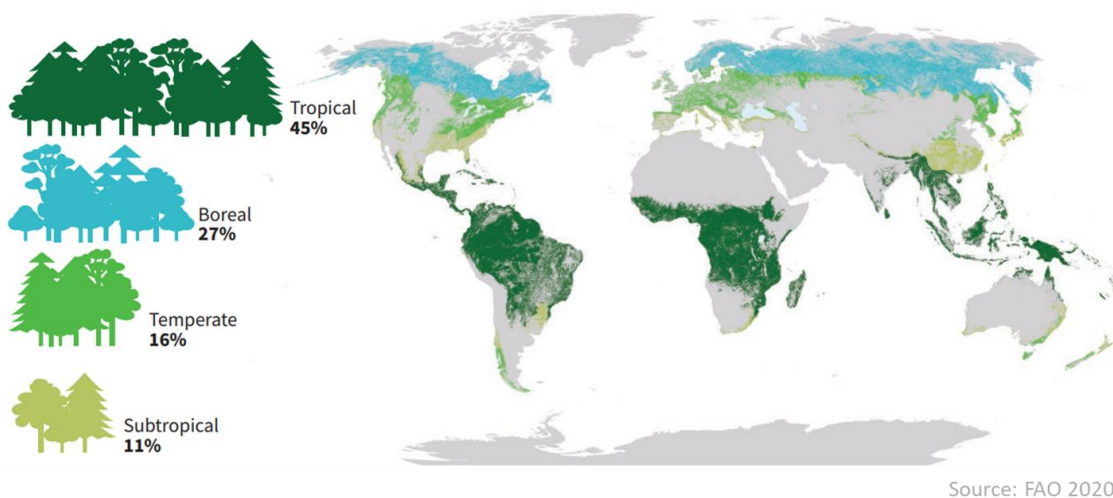 Tropical
45%
Boreal
27%
Temperate
16%
Subtropical
11%
Source: FAO 2020